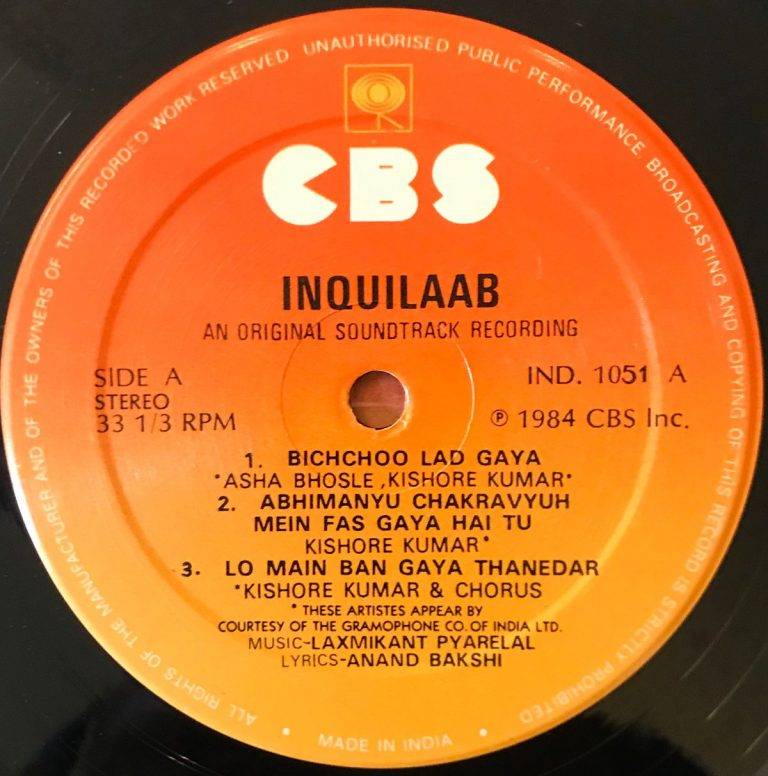 ALL RIGHTS OF THE MANUFACTURER AND OF THE OWNERS OF THIS RECORDED WORK RESERVED UNAUTHORISED PUBLIC PERFORMANCE. BROADCASTING AND COPYING OF THIS RECORD IS STRICTLY PROHIBITED
CBS
INQUILAAB
AN ORIGINAL SOUNDTRACK RECORDING
SIDE A
STEREO
33 1/3 RPM
IND. 1051 A
℗ 1984 CBS Inc.
1. BICHCHOO LAD GAYA
*ASHA BHOSLE ,KISHORE KUMAR*
2. ABHIMANYU CHAKRAVYUH
MEIN FAS GAYA HAI TU
KISHORE KUMAR*
3. LO MAIN BAN GAYA THANEDAR
*KISHORE KUMAR & CHORUS
* THESE ARTISTES APPEAR BY
COURTESY OF THE GRAMOPHONE CO. OF INDIA LTD.
MUSIC-LAXMIKANT PYARELAL
LYRICS-ANAND BAKSHI
• MADE IN INDIA •